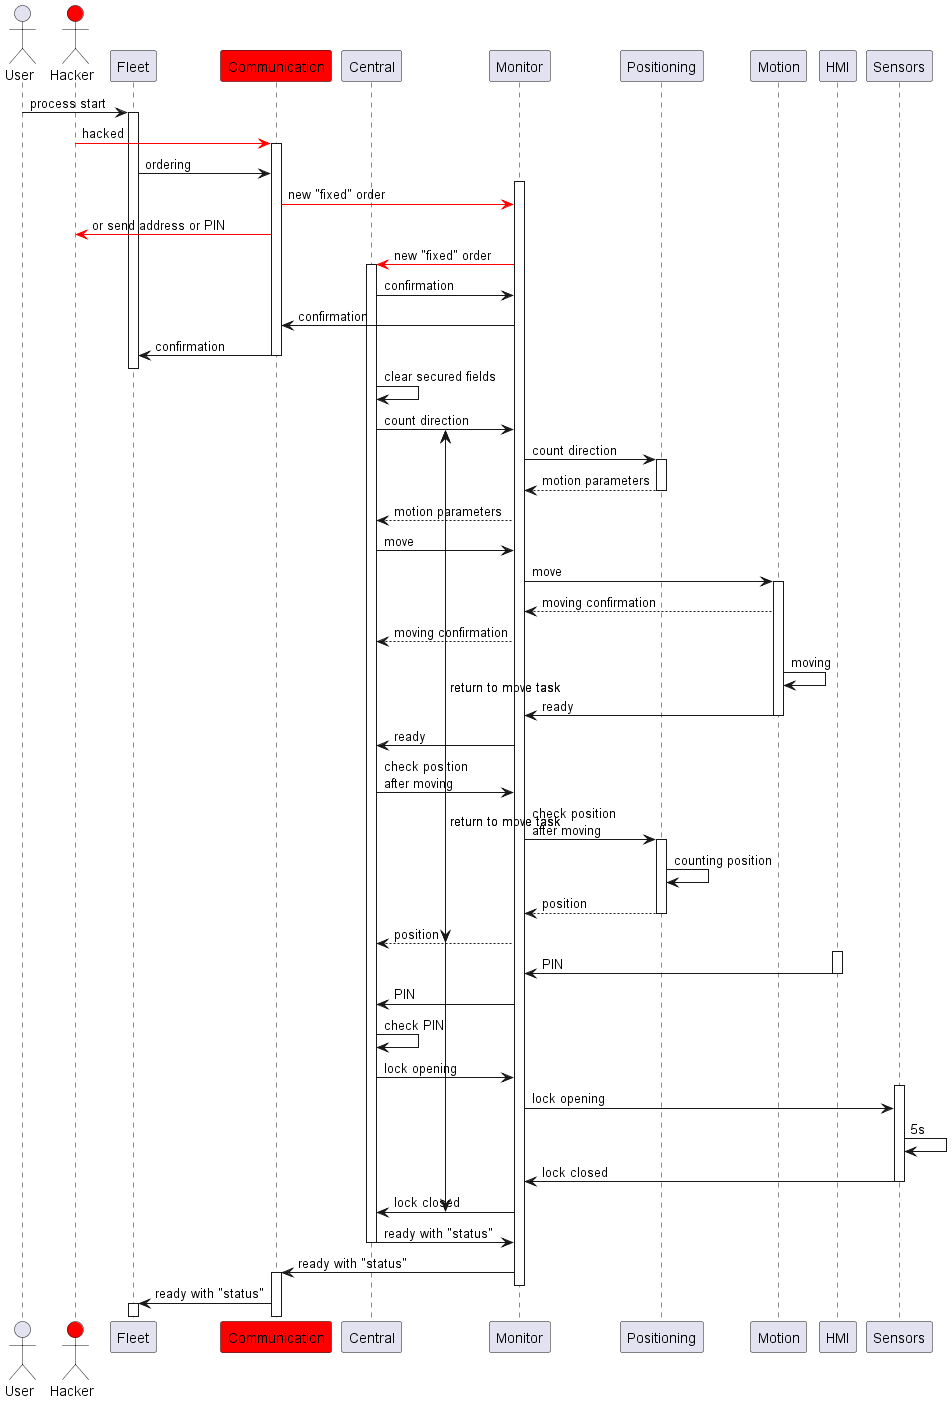 User
Hacker
Fleet
Communication
Central
Monitor
Positioning
Motion
HMI
Sensors
process start
hacked
ordering
new "fixed" order
or send address or PIN
new "fixed" order
confirmation
confirmation
confirmation
clear secured fields
count direction
count direction
motion parameters
motion parameters
move
move
moving confirmation
moving confirmation
moving
return to move task
ready
ready
check position
after moving
check position
return to move task
after moving
counting position
position
position
PIN
PIN
check PIN
lock opening
lock opening
5s
lock closed
lock closed
ready with "status"
ready with "status"
ready with "status"
Fleet
Communication
Central
Monitor
Positioning
Motion
HMI
Sensors
User
Hacker